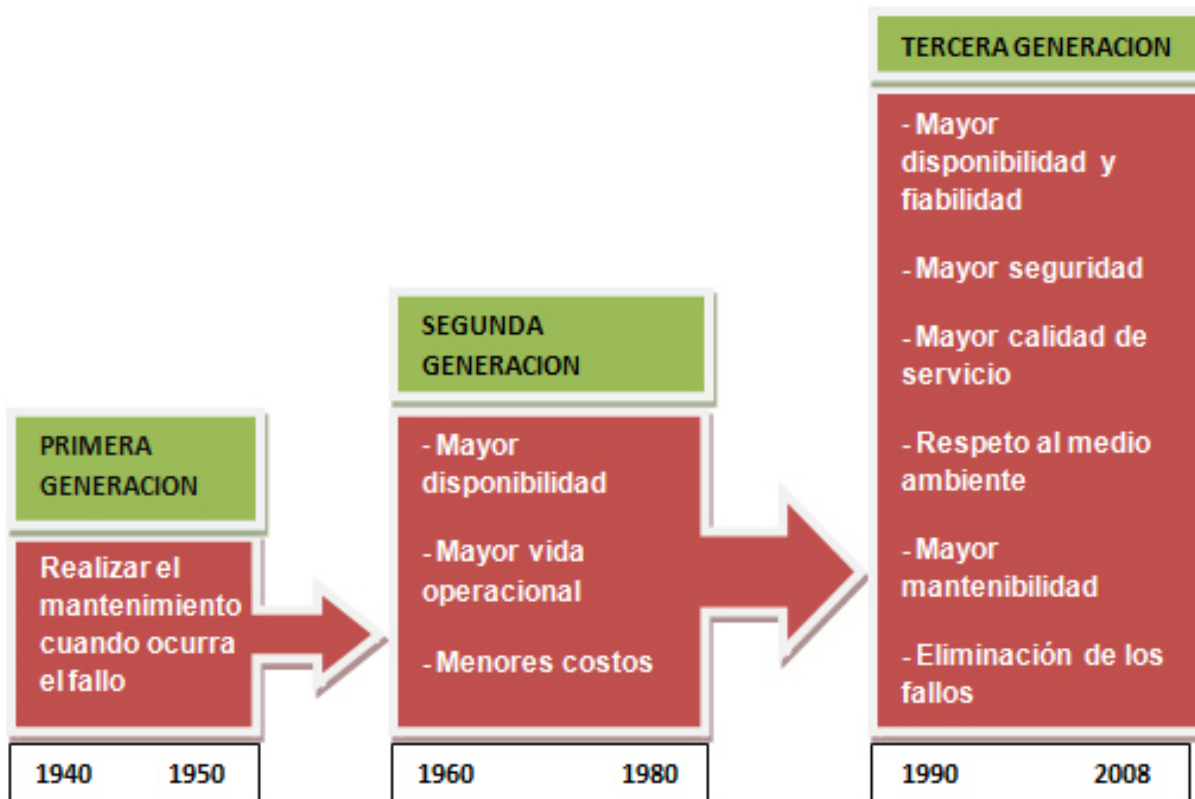 PRIMERA
GENERACION
Realizar el
mantenimiento
cuando ocurra
el fallo
1940 1950
SEGUNDA
GENERACION
- Mayor
disponibilidad
- Mayor vida
operacional
- Menores costos
1960 1980
TERCERA GENERACION
- Mayor
disponibilidad y
fiabilidad
- Mayor seguridad
- Mayor calidad de
servicio
- Respeto al medio
ambiente
- Mayor
mantenibilidad
- Eliminación de los
fallos
1990 2008